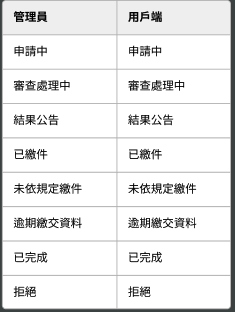 管理員 用戶端
申請中 申請中
審查處理中 審查處理中
結果公告 結果公告
已繳件 已繳件
未依規定繳件 未依規定繳件
逾期繳交資料 逾期繳交資料
已完成 已完成
拒絕 拒絕